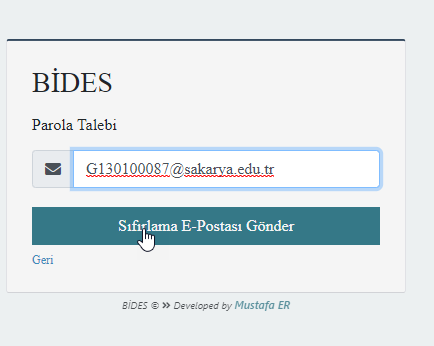 BİDES
Parola Talebi
G130100087@sakarya.edu.tr
Sıfırlama E-Postası Gönder
Geri
BİDES © » Developed by Mustafa ER